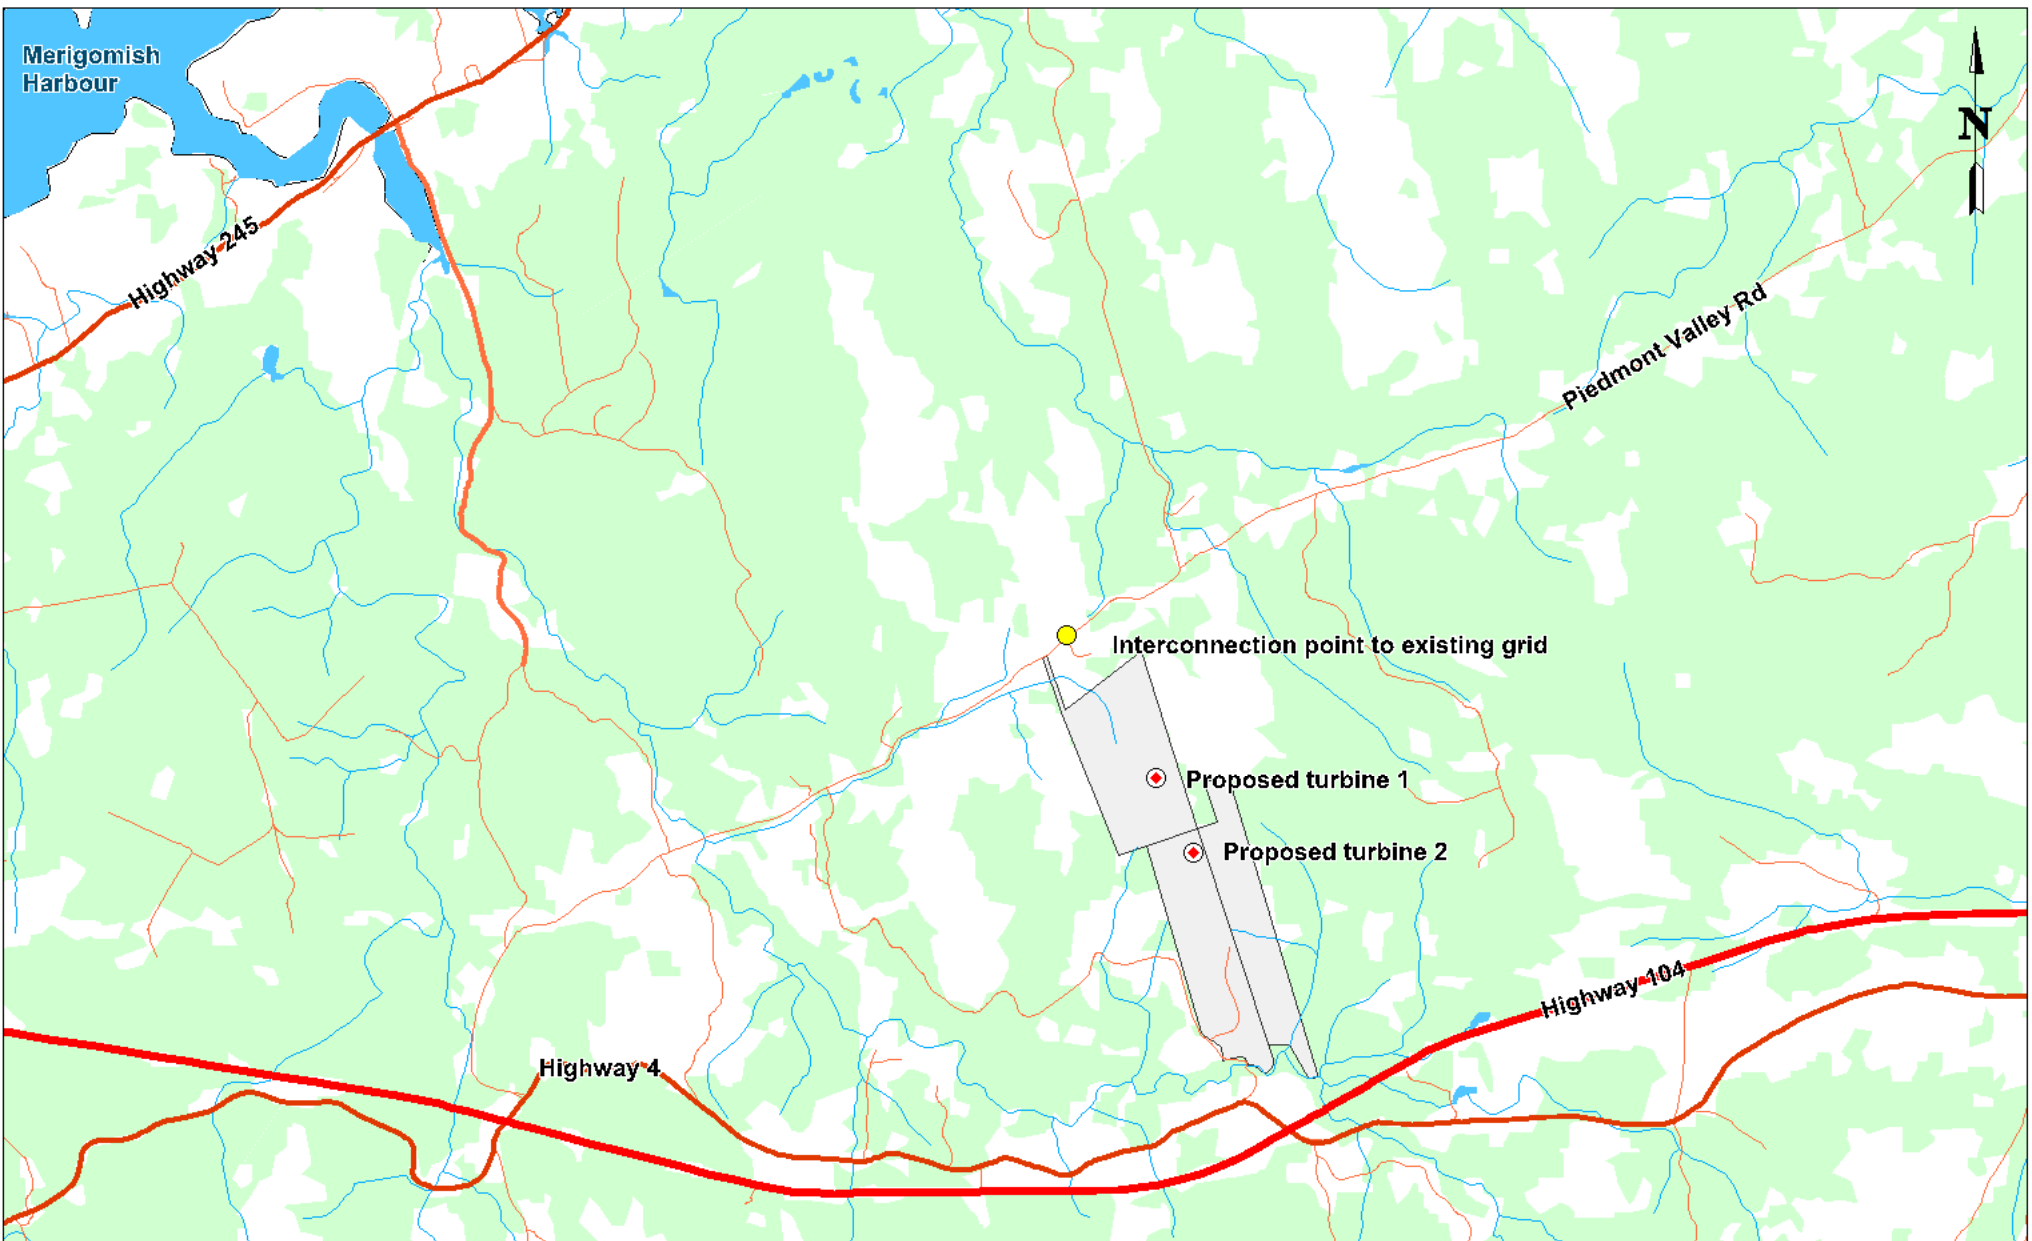 Merigomish
Harbour
N
Highway 245
Piedmont Valley Rd
Interconnection point to existing grid
Proposed turbine 1
Proposed turbine 2
Highway 104
Highway 4